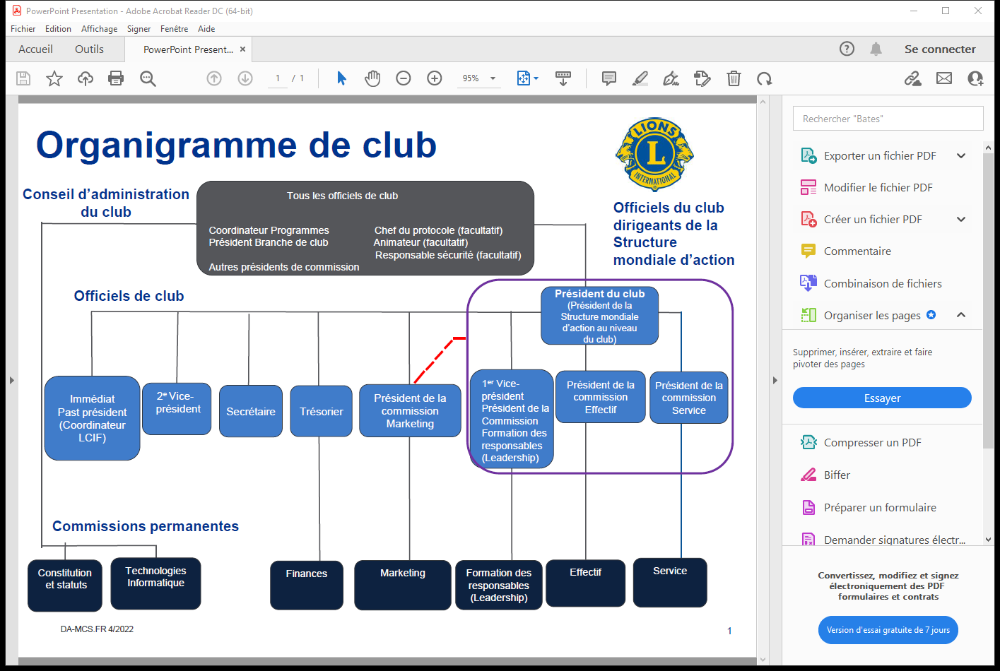 PowerPoint Presentation - Adobe Acrobat Reader DC (64-bit)
Fichier Edition Affichage Signer Fenêtre Aide
Accueil Outils PowerPoint Present... × Se connecter
1 / 1 95%
Organigramme de club
LIONS
L
INTERNATIONAL
®
Conseil d'administration
du club
Tous les officiels de club
Coordinateur Programmes Chef du protocole (facultatif)
Président Branche de club Animateur (facultatif)
Responsable sécurité (facultatif)
Autres présidents de commission
Officiels du club
dirigeants de la
Structure
mondiale d'action
Officiels de club
Président du club
(Président de la
Structure mondiale
d'action au niveau
du club)
Immédiat
Past président
(Coordinateur
LCIF)
2e Vice-
président
Secrétaire
Trésorier
Président de la
commission
Marketing
1er Vice-
président
Président de la
Commission
Formation des
responsables
(Leadership)
Président de la
commission
Effectif
Président de la
commission
Service
Commissions permanentes
Constitution
et statuts
Technologies
Informatique
Finances
Marketing
Formation des
responsables
(Leadership)
Effectif
Service
DA-MCS.FR 4/2022
1
Rechercher "Bates"
Exporter un fichier PDF
Modifier le fichier PDF
Créer un fichier PDF
Commentaire
Combinaison de fichiers
Organiser les pages
Supprimer, insérer, extraire et faire
pivoter des pages
Essayer
Compresser un PDF
Biffer
Préparer un formulaire
Demander signatures électr...
Convertissez, modifiez et signez
électroniquement des PDF
formulaires et contrats
Version d'essai gratuite de 7 jours